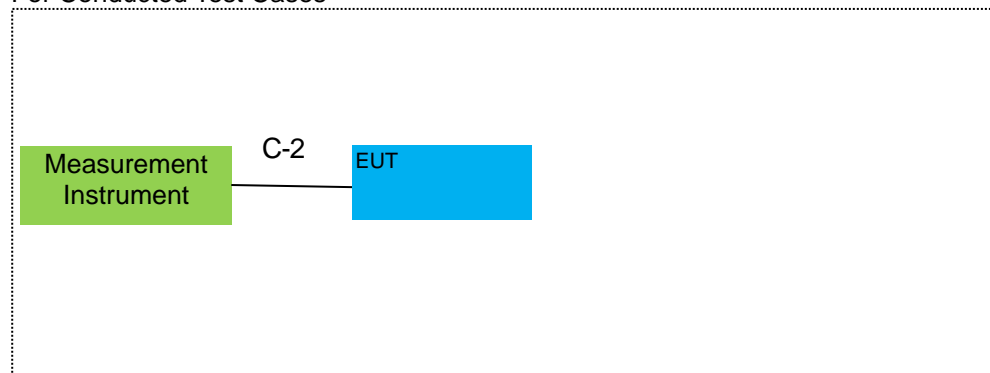 For Conducted Test Cases
C-2
Measurement
Instrument
EUT